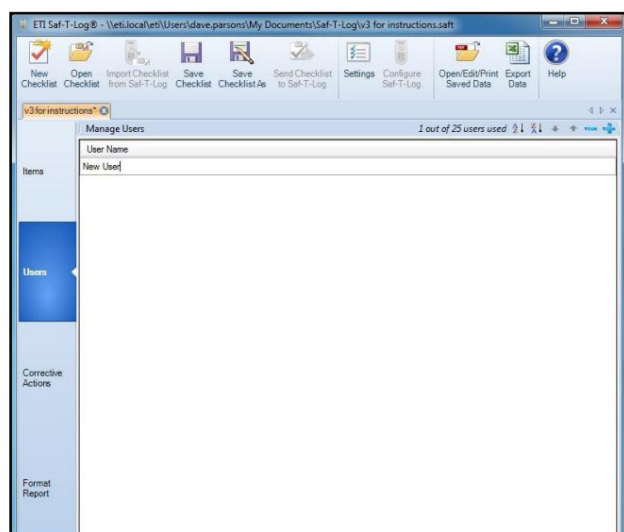 ETI Saf-T-Log® - \\eti.local\eti\Users\dave.parsons\My Documents\Saf-T-Log\v3 for instructions.saft
New Checklist
Open Checklist
Import Checklist from Saf-T-Log
Save Checklist
Save Checklist As
Send Checklist to Saf-T-Log
Settings
Configure Saf-T-Log
Open/Edit/Print Saved Data
Export Data
Help
v3 for instructions*
Manage Users
1 out of 25 users used
User Name
New User
Items
Users
Corrective
Actions
Format
Report